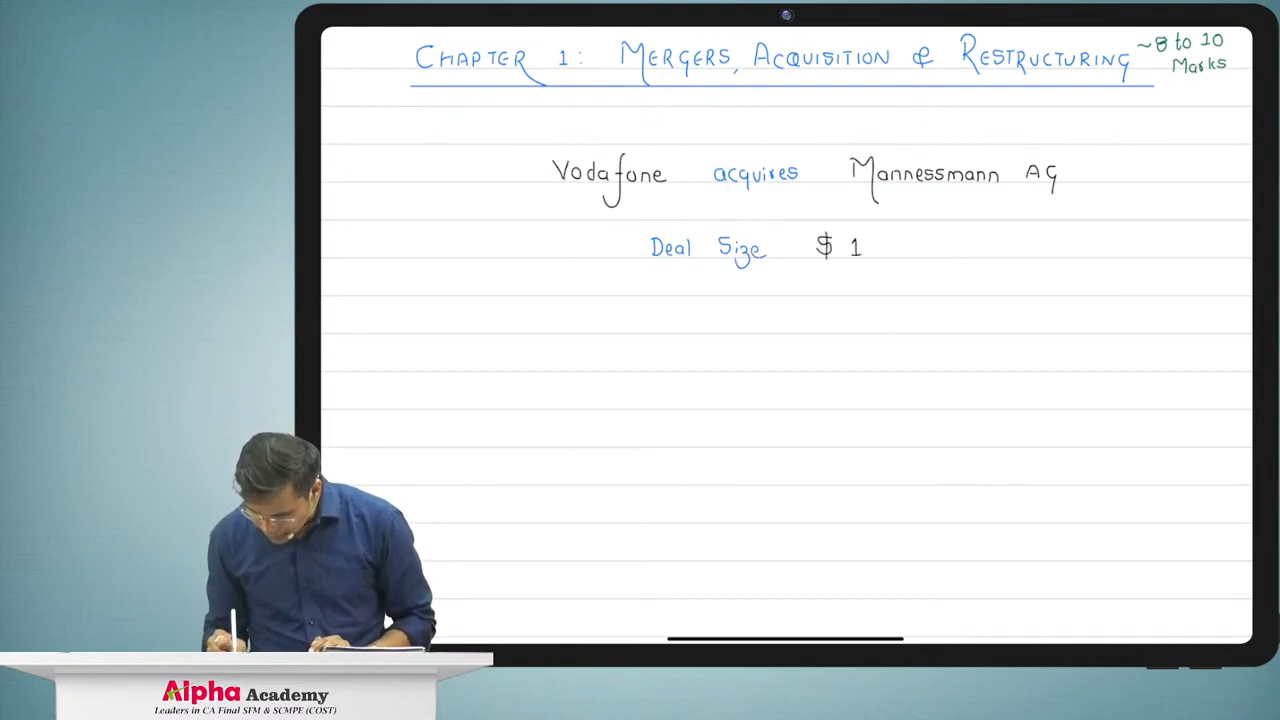 CHAPTER 1: MERGERS, ACQUISITION & RESTRUCTURING
~8 to 10
Marks
Vodafone acquires Mannessmann AG
Deal Size $ 1
Alpha Academy
Leaders in CA Final SFM & SCMPE (COST)